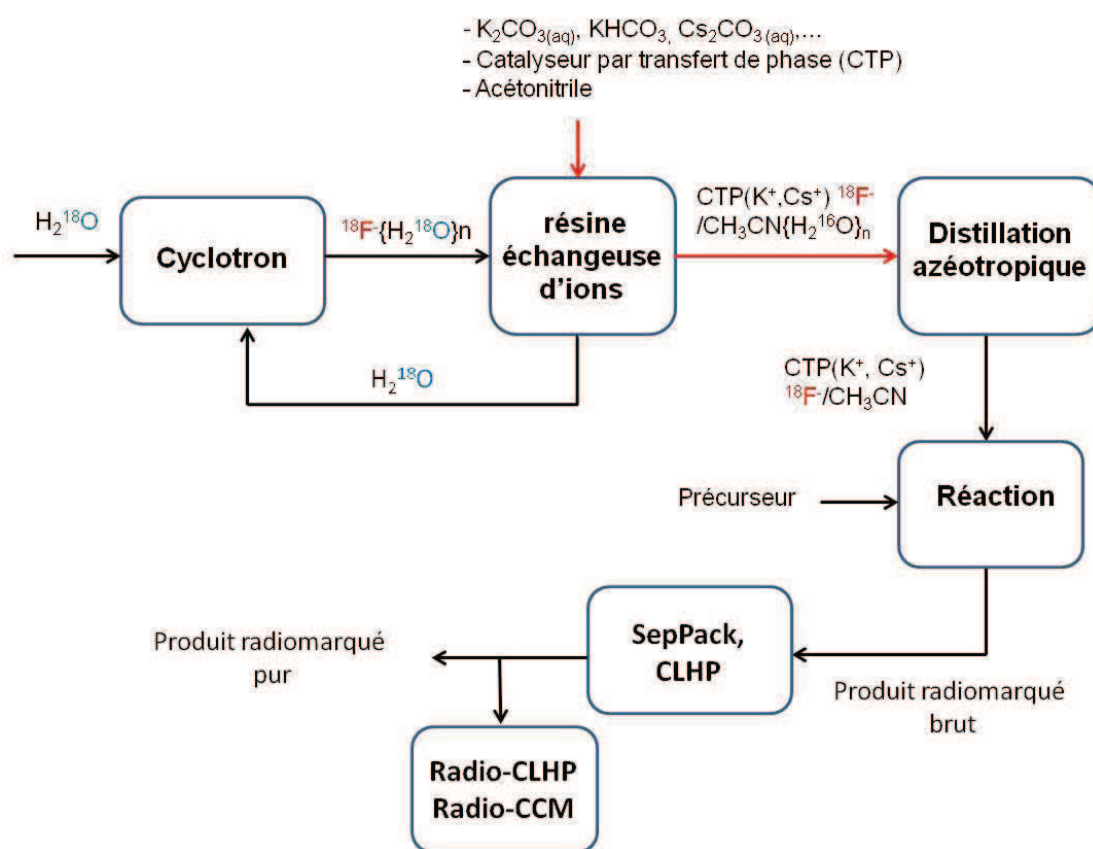 - K₂CO₃(aq), KHCO₃, Cs₂CO₃ (aq),...
- Catalyseur par transfert de phase (CTP)
- Acétonitrile
H₂¹⁸O
Cyclotron
¹⁸F⁻{H₂¹⁸O}n
résine
échangeuse
d'ions
CTP(K⁺,Cs⁺) ¹⁸F⁻
/CH₃CN{H₂¹⁶O}ₙ
Distillation
azéotropique
H₂¹⁸O
CTP(K⁺, Cs⁺)
¹⁸F⁻/CH₃CN
Précurseur
Réaction
SepPack,
CLHP
Produit radiomarqué
brut
Produit radiomarqué
pur
Radio-CLHP
Radio-CCM